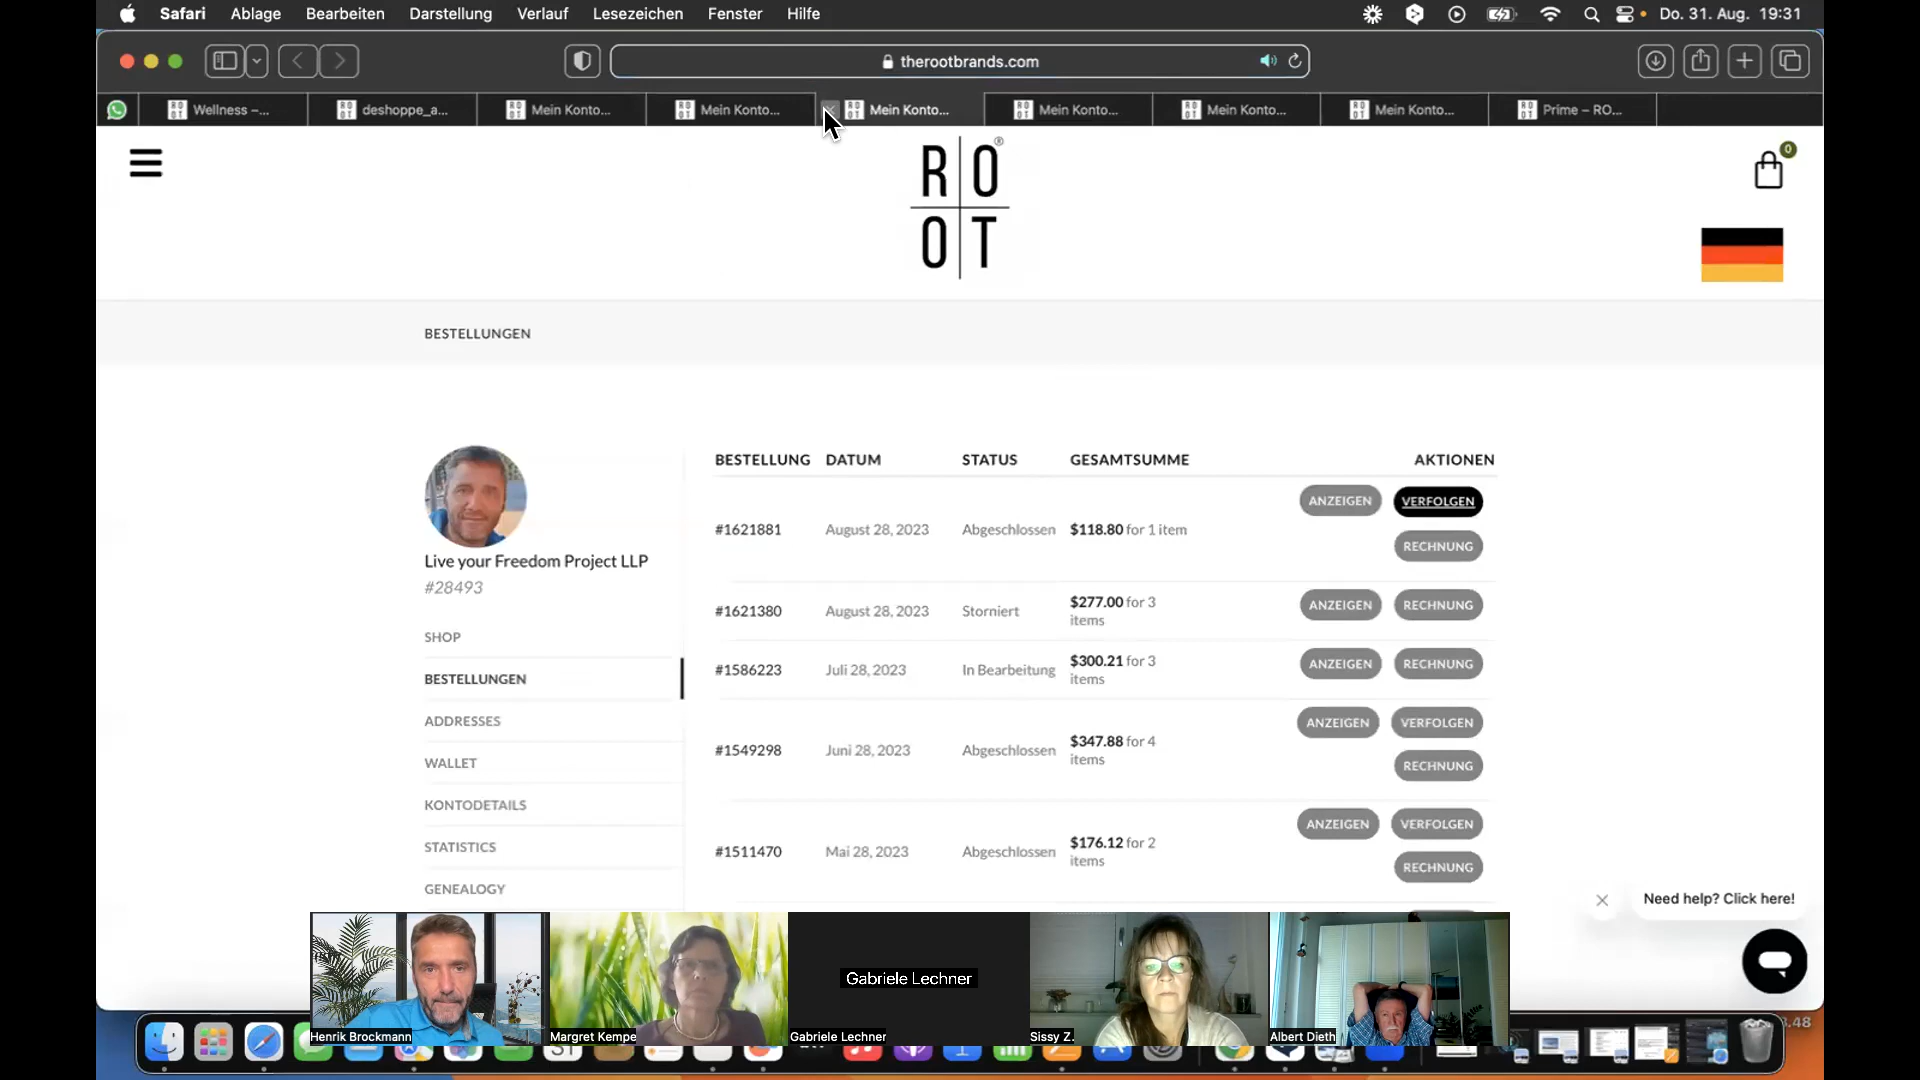 Safari Ablage Bearbeiten Darstellung Verlauf Lesezeichen Fenster Hilfe Do. 31. Aug. 19:31
therootbrands.com
Wellness –... deshoppe_a... Mein Konto... Mein Konto... Mein Konto... Mein Konto... Mein Konto... Mein Konto... Prime – RO...
RO
OT
®
0
BESTELLUNGEN
BESTELLUNG DATUM STATUS GESAMTSUMME AKTIONEN
#1621881 August 28, 2023 Abgeschlossen $118.80 for 1 item ANZEIGEN VERFOLGEN
RECHNUNG
#1621380 August 28, 2023 Storniert $277.00 for 3
items
ANZEIGEN RECHNUNG
#1586223 Juli 28, 2023 In Bearbeitung $300.21 for 3
items
ANZEIGEN RECHNUNG
#1549298 Juni 28, 2023 Abgeschlossen $347.88 for 4
items
ANZEIGEN VERFOLGEN
RECHNUNG
#1511470 Mai 28, 2023 Abgeschlossen $176.12 for 2
items
ANZEIGEN VERFOLGEN
RECHNUNG
Live your Freedom Project LLP
#28493
SHOP
BESTELLUNGEN
ADDRESSES
WALLET
KONTODETAILS
STATISTICS
GENEALOGY
Need help? Click here!
Gabriele Lechner
Henrik Brockmann Margret Kempe Gabriele Lechner Sissy Z. Albert Dieth